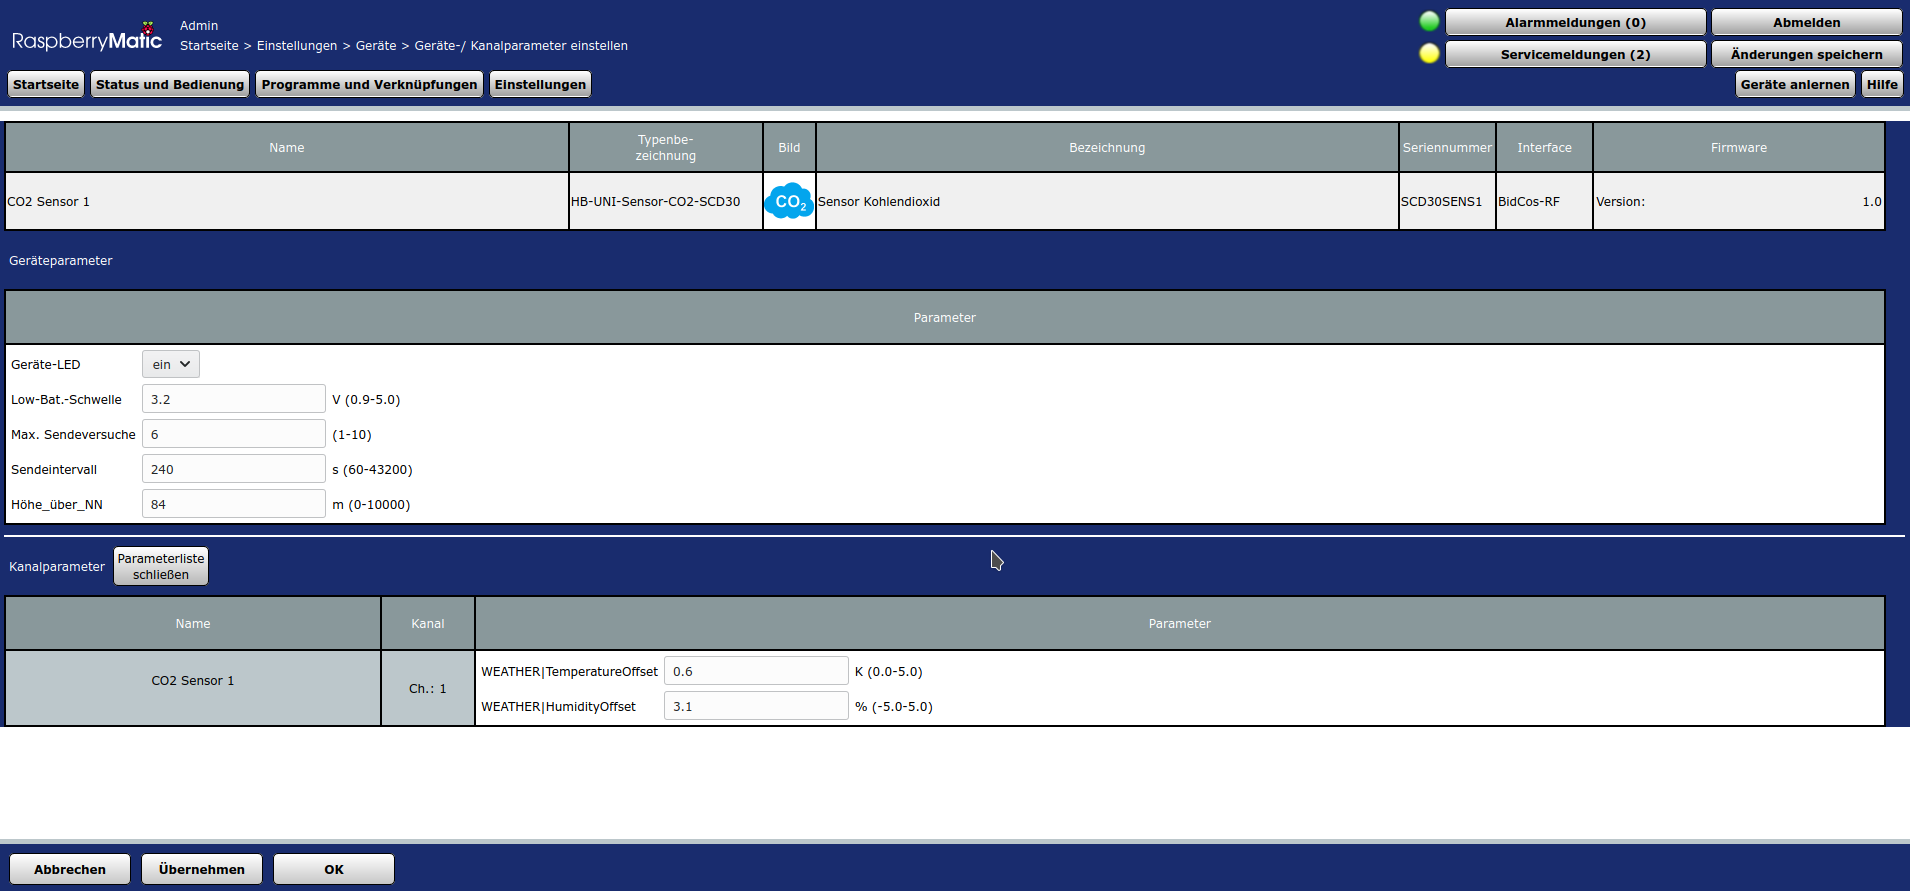 RaspberryMatic
Admin
Startseite > Einstellungen > Geräte > Geräte-/ Kanalparameter einstellen
Alarmmeldungen (0)
Abmelden
Servicemeldungen (2)
Änderungen speichern
Startseite
Status und Bedienung
Programme und Verknüpfungen
Einstellungen
Geräte anlernen
Hilfe
Name
Typenbe-
zeichnung
Bild
Bezeichnung
Seriennummer
Interface
Firmware
CO2 Sensor 1
HB-UNI-Sensor-CO2-SCD30
CO2
Sensor Kohlendioxid
SCD30SENS1
BidCos-RF
Version: 1.0
Geräteparameter
Parameter
Geräte-LED ein
Low-Bat.-Schwelle 3.2 V (0.9-5.0)
Max. Sendeversuche 6 (1-10)
Sendeintervall 240 s (60-43200)
Höhe_über_NN 84 m (0-10000)
Kanalparameter
Parameterliste
schließen
Name
Kanal
Parameter
CO2 Sensor 1
Ch.: 1
WEATHER|TemperatureOffset 0.6 K (0.0-5.0)
WEATHER|HumidityOffset 3.1 % (-5.0-5.0)
Abbrechen
Übernehmen
OK